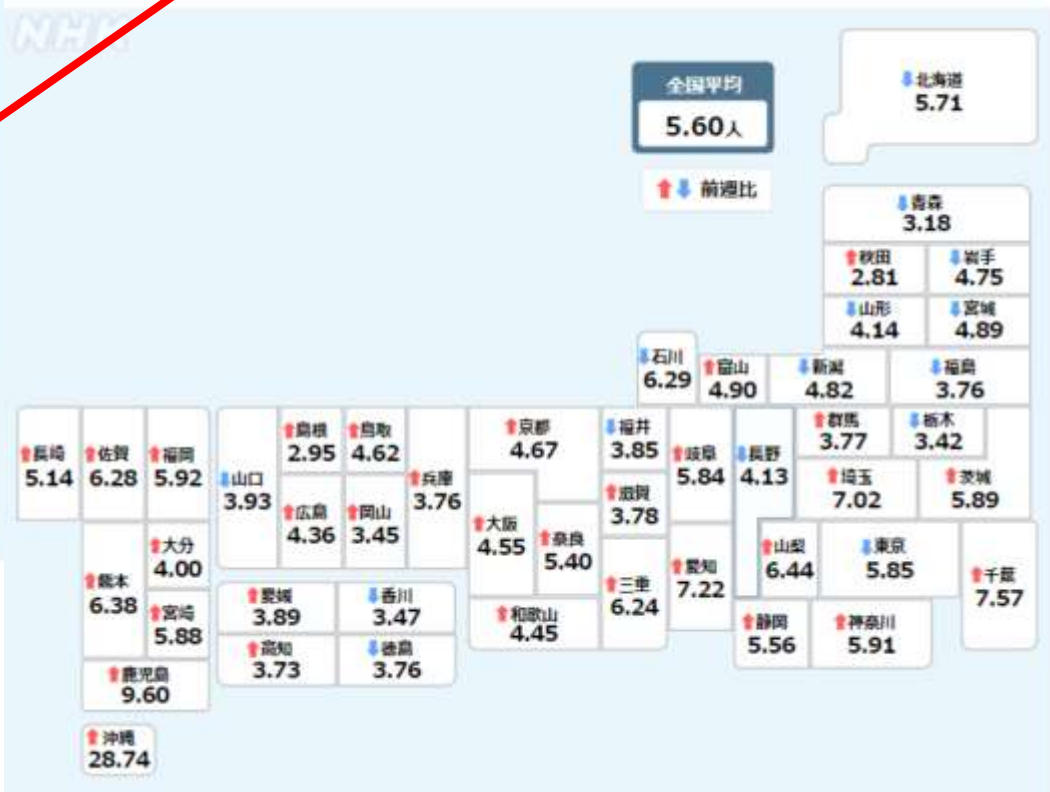 NHK
全国平均
5.60人
⬆⬇ 前週比
⬇北海道
5.71
⬇青森
3.18
⬆秋田
2.81
⬇岩手
4.75
⬇山形
4.14
⬇宮城
4.89
⬇石川
6.29
⬆富山
4.90
⬇新潟
4.82
⬇福島
3.76
⬆長崎
5.14
⬆佐賀
6.28
⬆福岡
5.92
⬇山口
3.93
⬆島根
2.95
⬆鳥取
4.62
⬆兵庫
3.76
⬆京都
4.67
⬇福井
3.85
⬆岐阜
5.84
⬇長野
4.13
⬆群馬
3.77
⬇栃木
3.42
⬆埼玉
7.02
⬆茨城
5.89
⬆広島
4.36
⬆岡山
3.45
⬆大阪
4.55
⬆奈良
5.40
⬆滋賀
3.78
⬆大分
4.00
⬆熊本
6.38
⬆宮崎
5.88
⬆三重
6.24
⬆愛知
7.22
⬆山梨
6.44
⬇東京
5.85
⬆千葉
7.57
⬆愛媛
3.89
⬇香川
3.47
⬆和歌山
4.45
⬆静岡
5.56
⬆神奈川
5.91
⬆高知
3.73
⬇徳島
3.76
⬆鹿児島
9.60
⬆沖縄
28.74